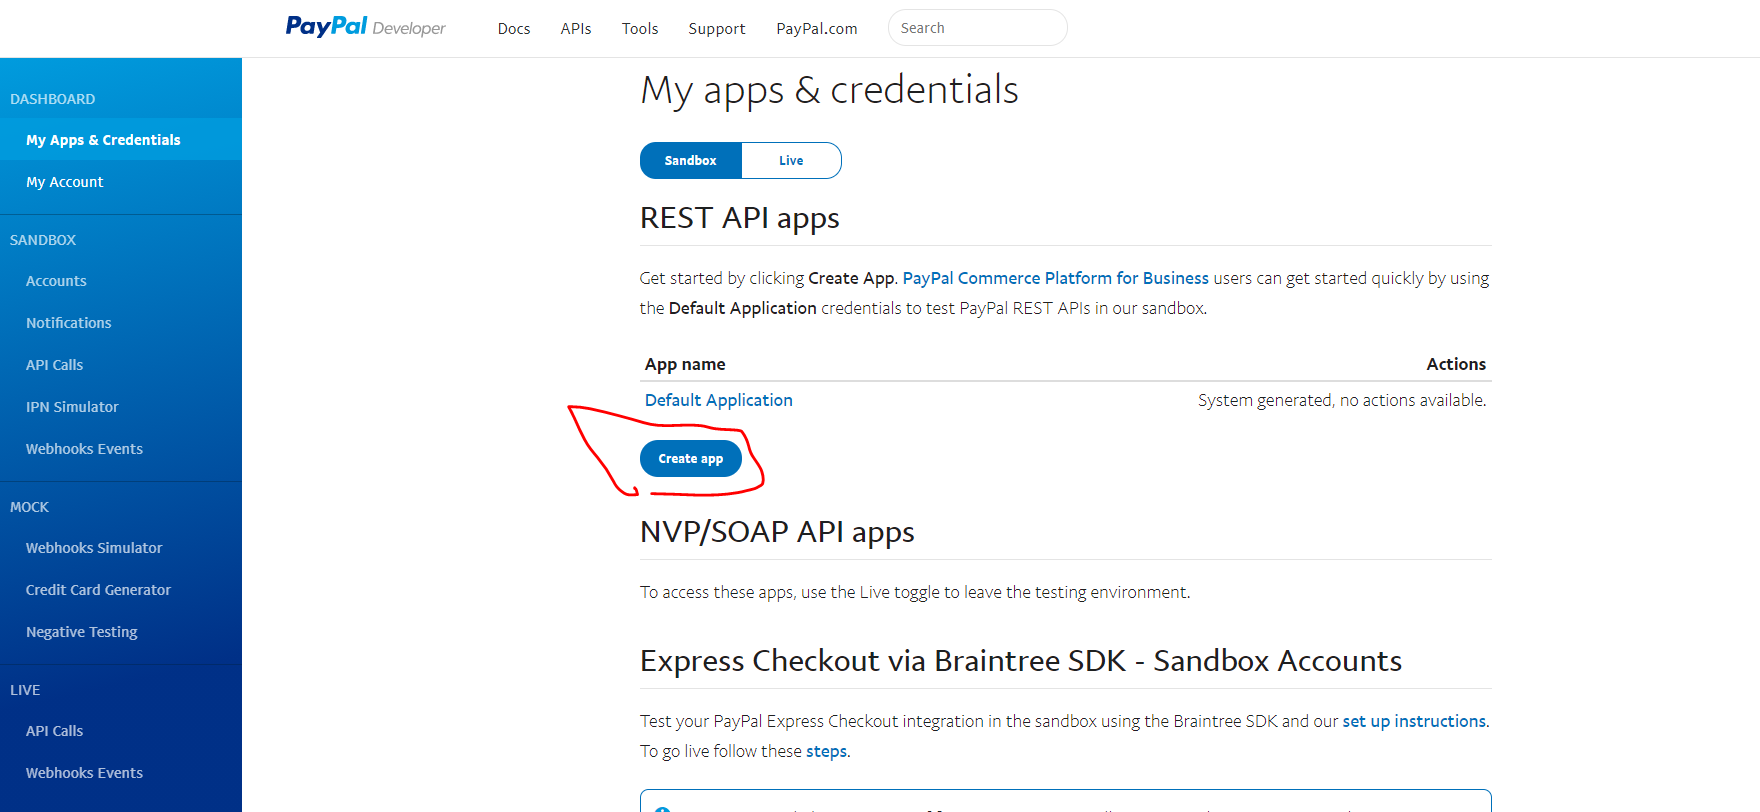 PayPal Developer
Docs APIs Tools Support PayPal.com Search
DASHBOARD
My Apps & Credentials
My Account
SANDBOX
Accounts
Notifications
API Calls
IPN Simulator
Webhooks Events
MOCK
Webhooks Simulator
Credit Card Generator
Negative Testing
LIVE
API Calls
Webhooks Events
My apps & credentials
Sandbox Live
REST API apps
Get started by clicking Create App. PayPal Commerce Platform for Business users can get started quickly by using
the Default Application credentials to test PayPal REST APIs in our sandbox.
App name Actions
Default Application System generated, no actions available.
Create app
NVP/SOAP API apps
To access these apps, use the Live toggle to leave the testing environment.
Express Checkout via Braintree SDK - Sandbox Accounts
Test your PayPal Express Checkout integration in the sandbox using the Braintree SDK and our set up instructions.
To go live follow these steps.